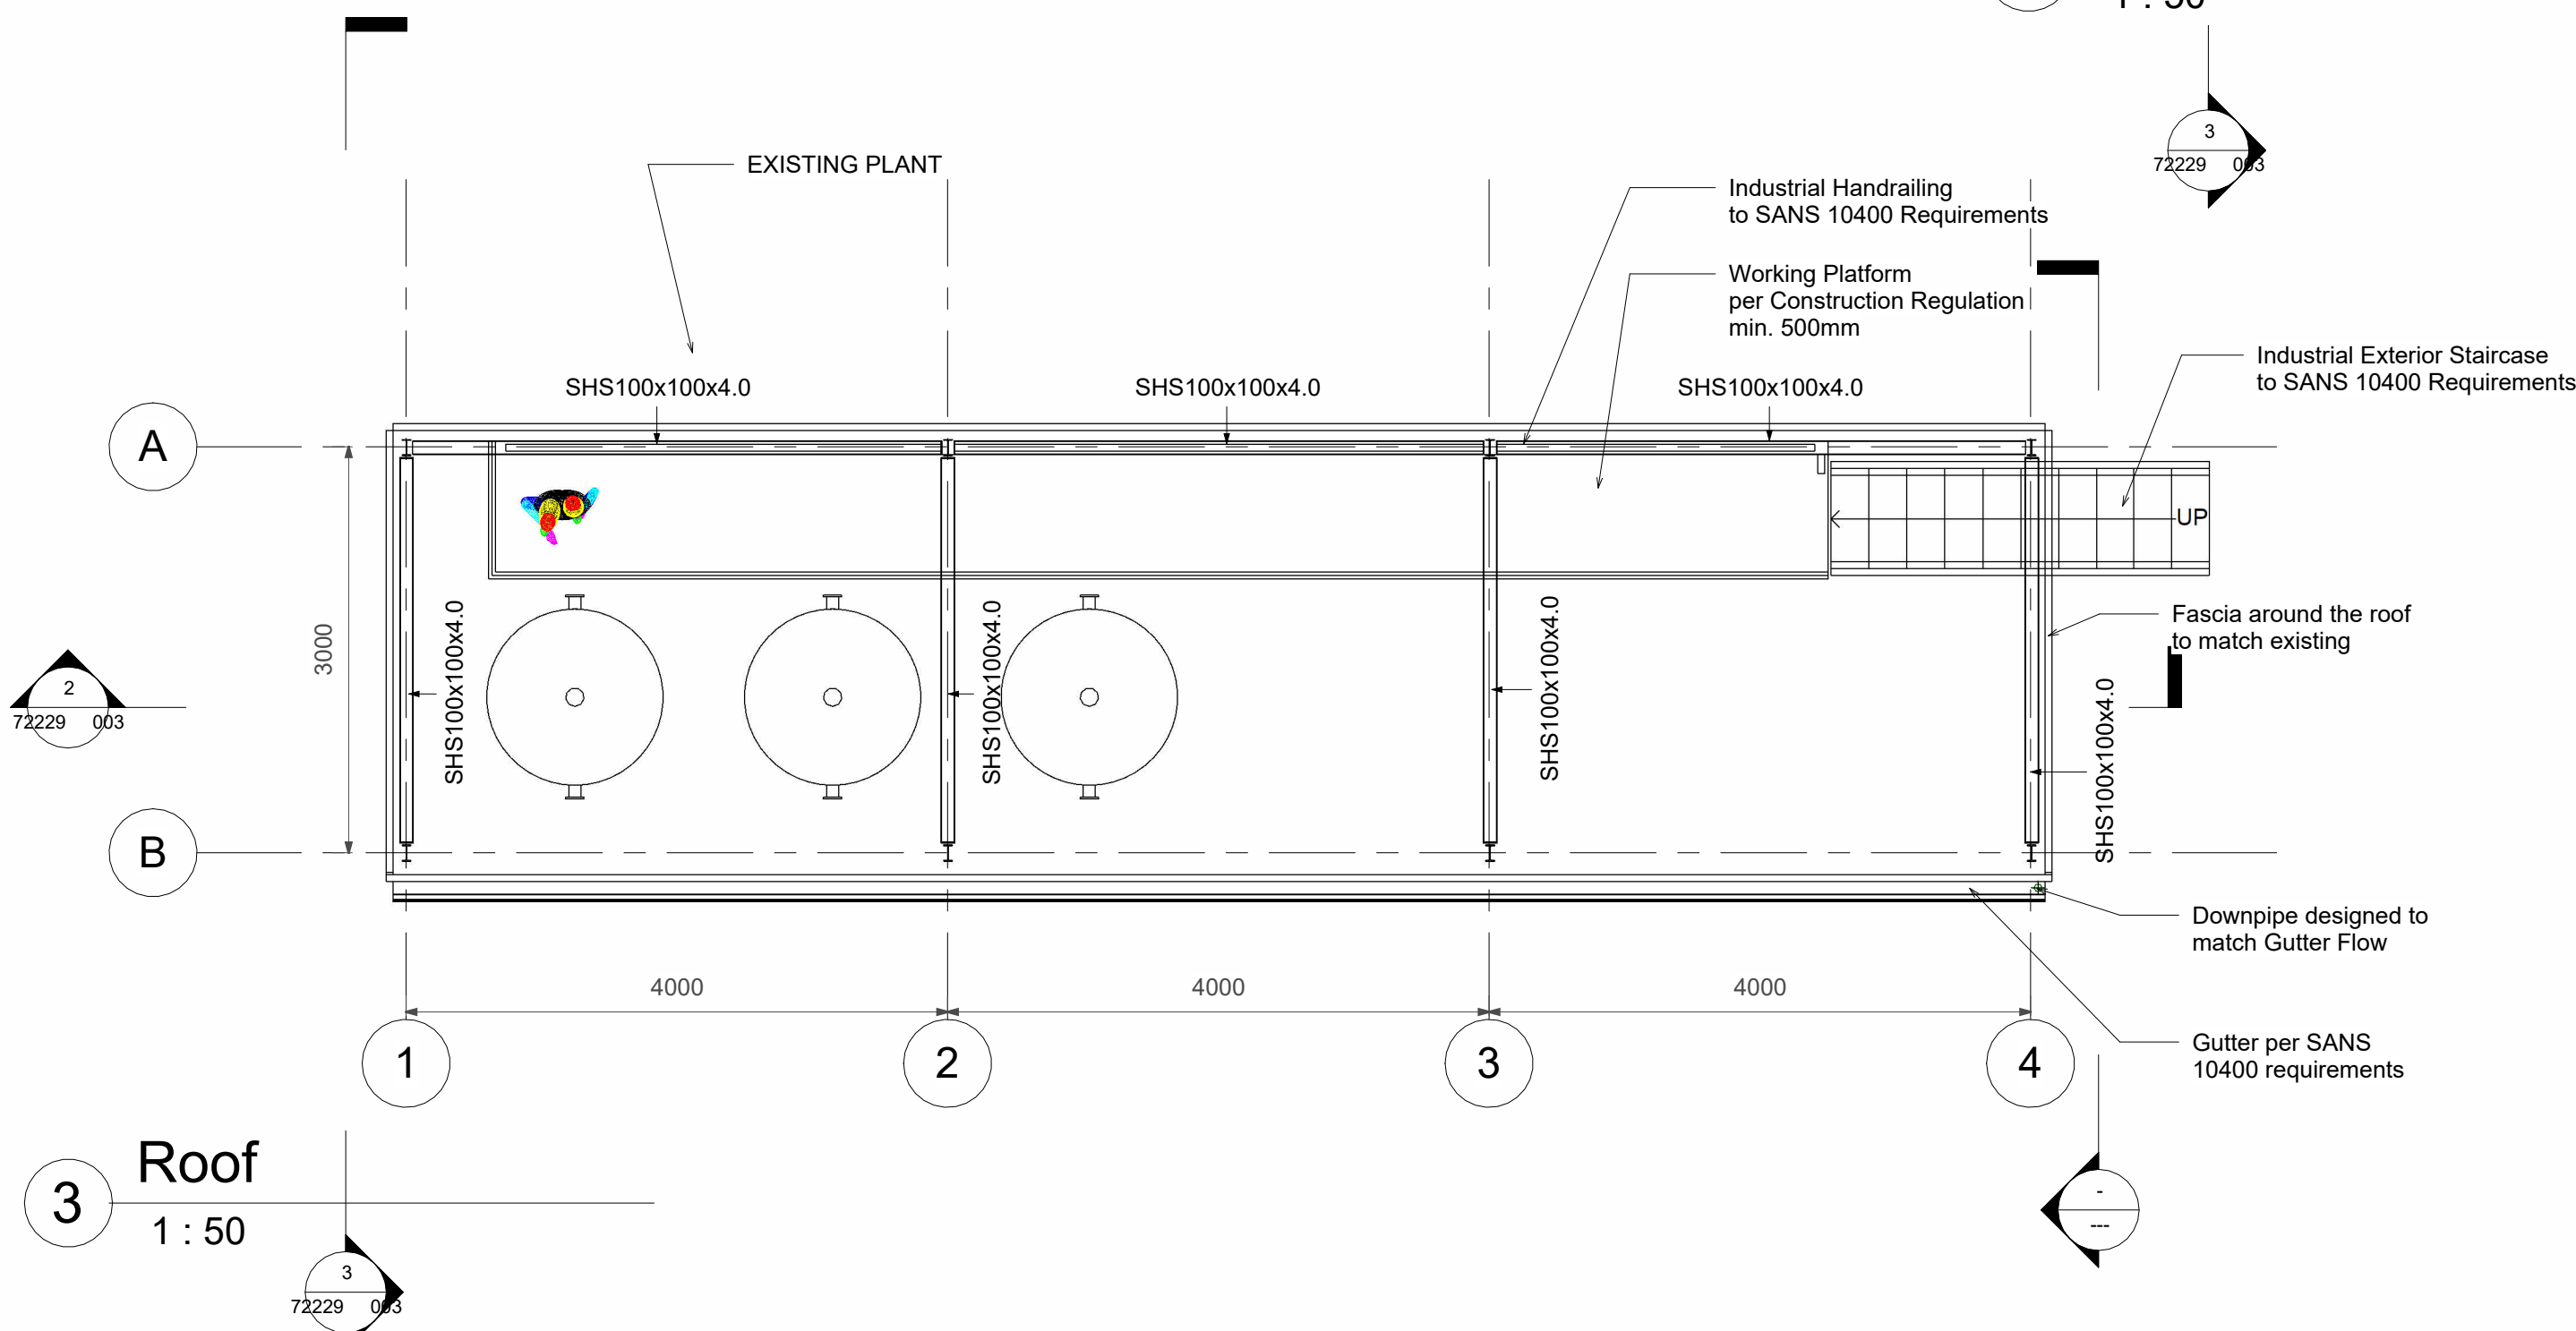 1 : 50
3
72229 003
EXISTING PLANT
Industrial Handrailing
to SANS 10400 Requirements
Working Platform
per Construction Regulation
min. 500mm
Industrial Exterior Staircase
to SANS 10400 Requirements
SHS100x100x4.0
SHS100x100x4.0
SHS100x100x4.0
A
UP
3000
SHS100x100x4.0
SHS100x100x4.0
SHS100x100x4.0
SHS100x100x4.0
Fascia around the roof
to match existing
2
72229 003
B
Downpipe designed to
match Gutter Flow
4000
4000
4000
Gutter per SANS
10400 requirements
1
2
3
4
Roof
3
1 : 50
-
---
3
72229 003